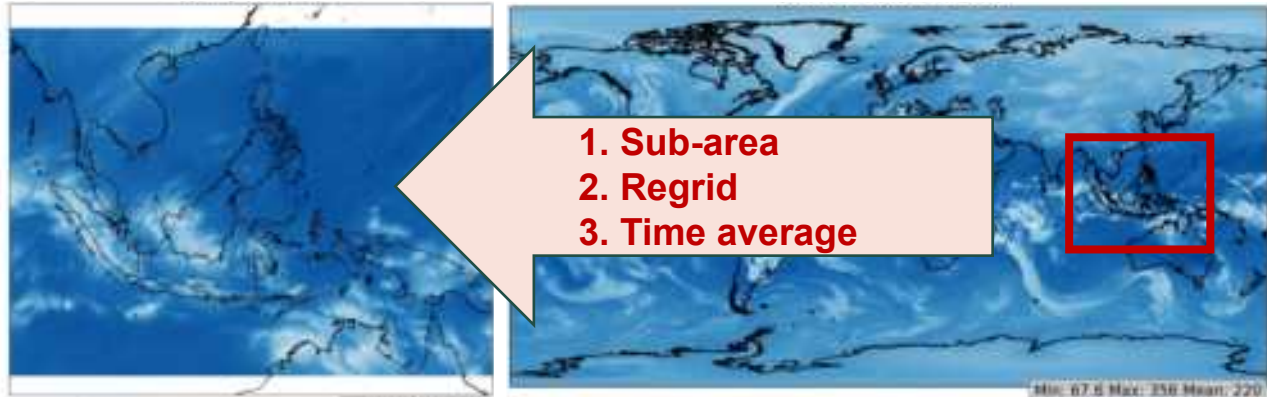 1. Sub-area
2. Regrid
3. Time average
Min: 67.6 Max: 356 Mean: 220